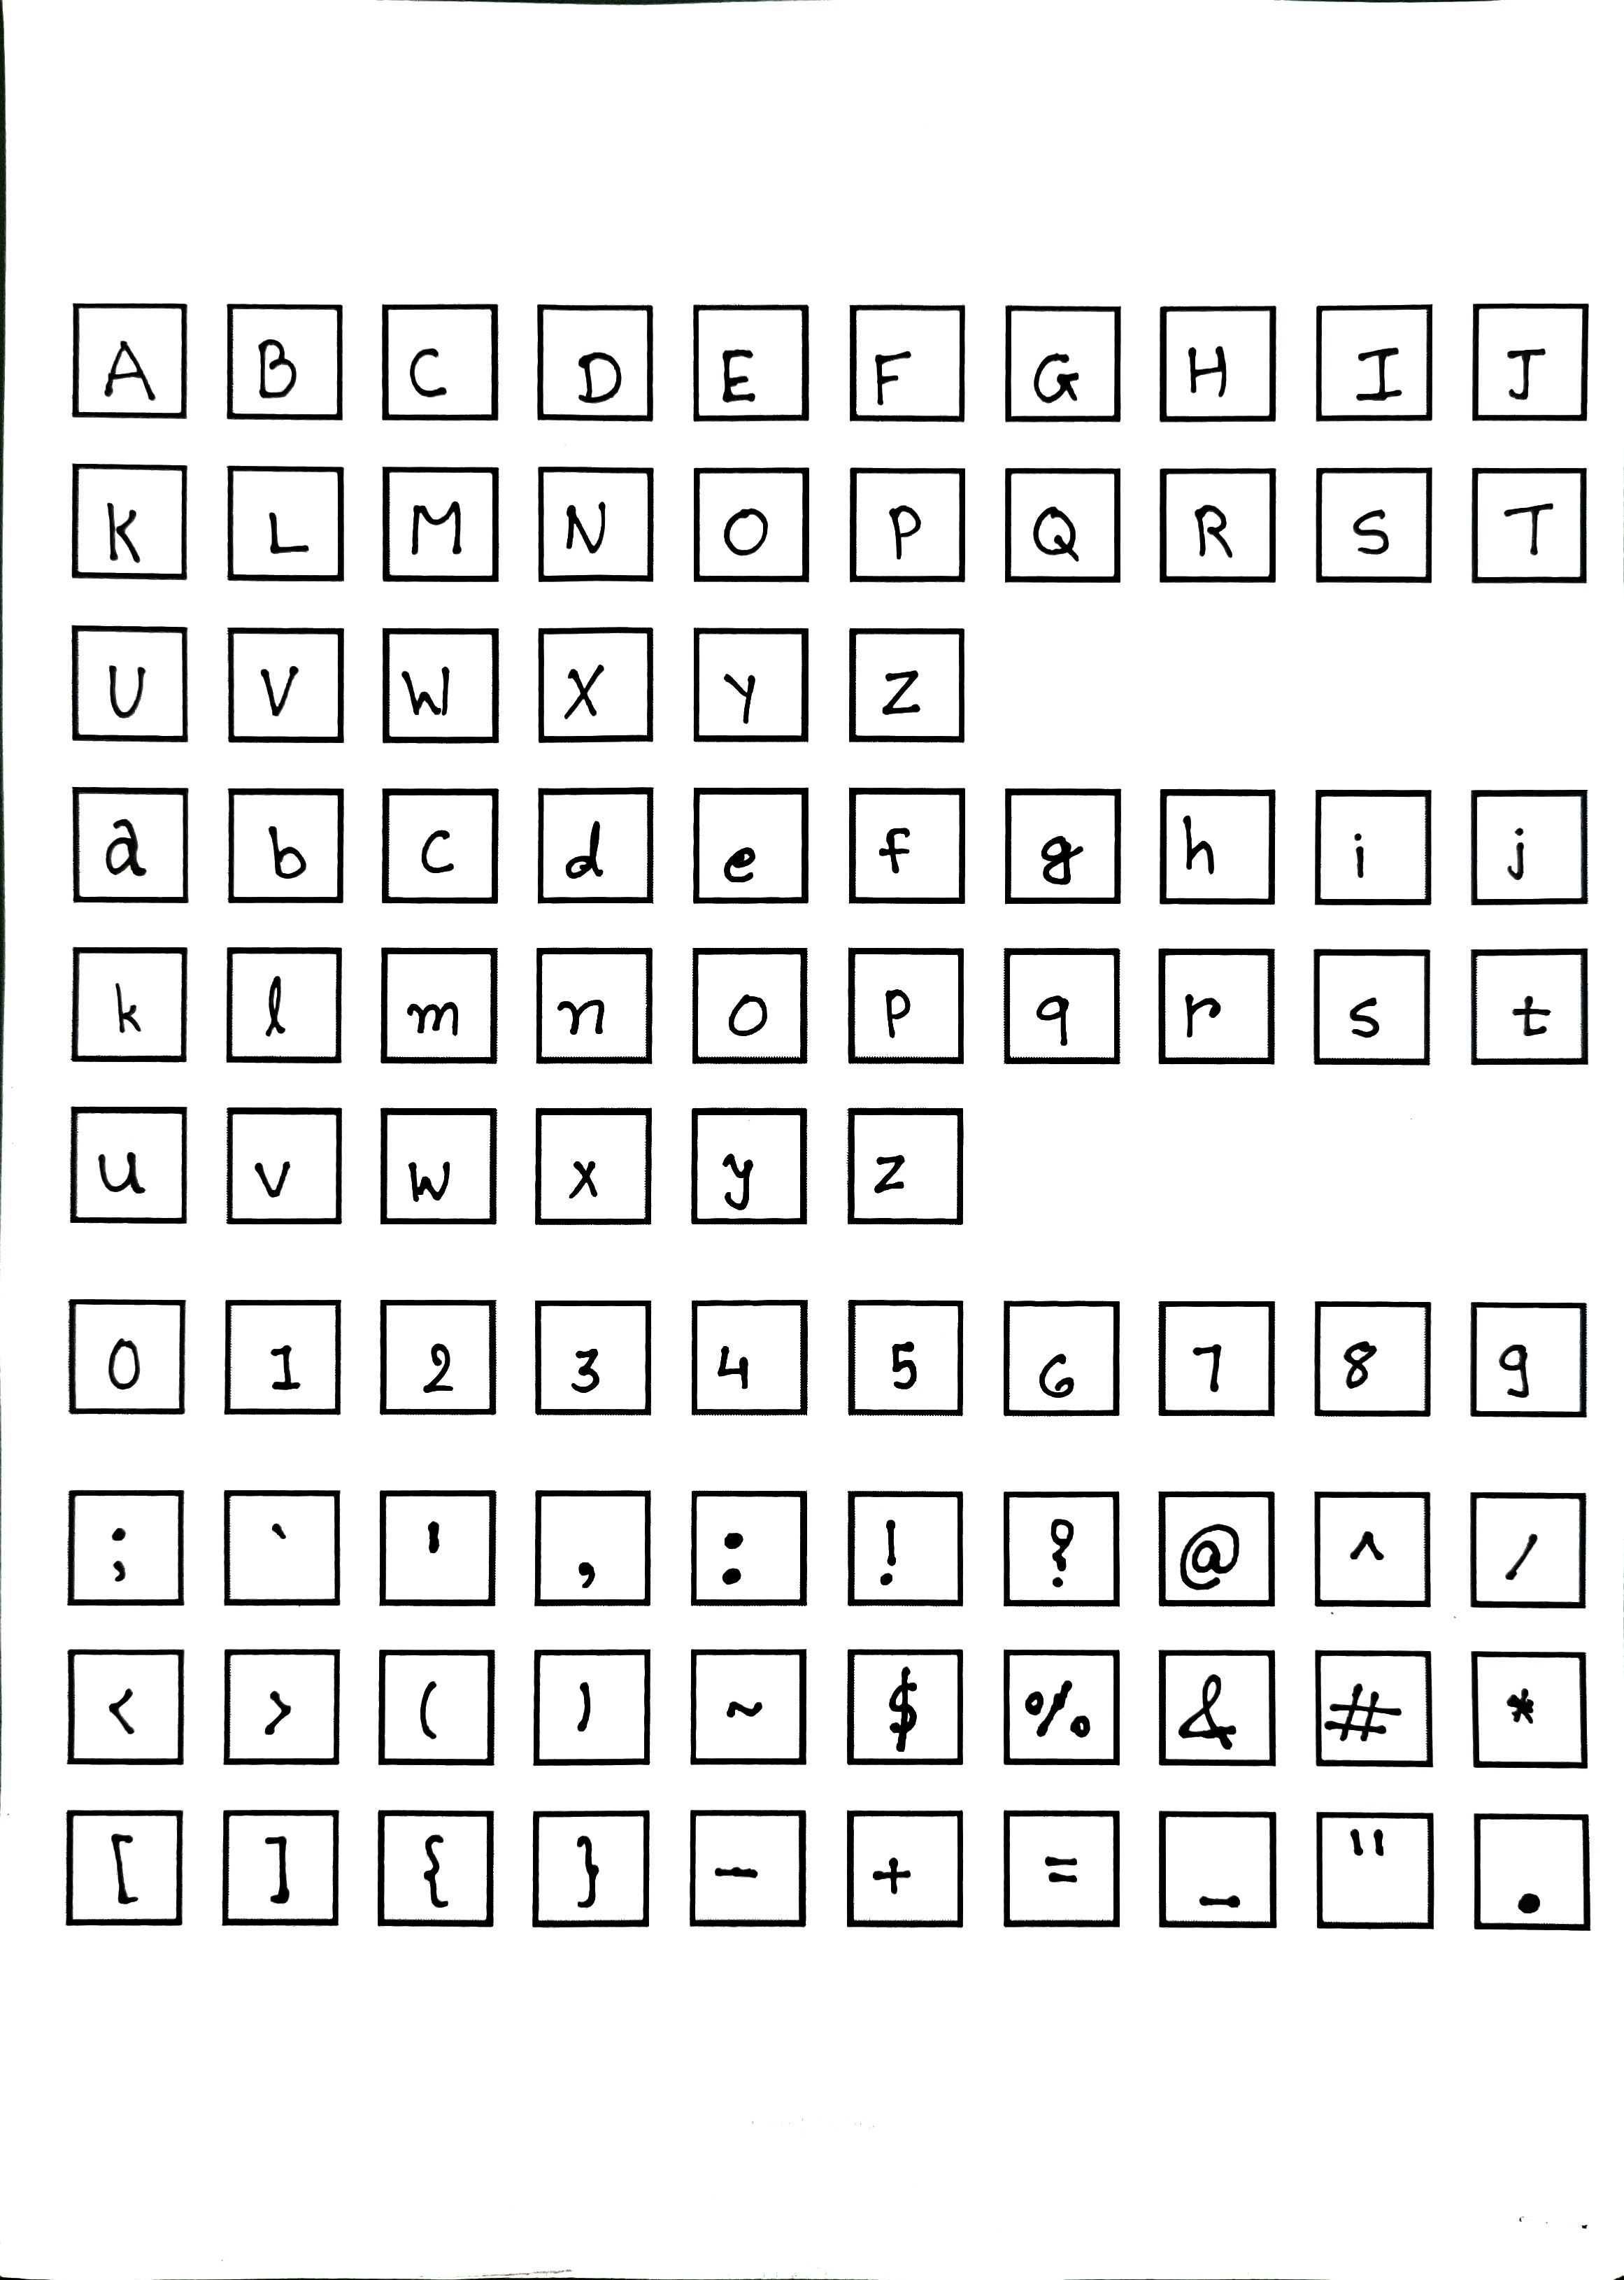 A B C D E F G H I J
K L M N O P Q R S T
U V W X Y Z
a b c d e f g h i j
k l m n o p q r s t
u v w x y z
0 1 2 3 4 5 6 7 8 9
; ` ' , : ! ? @ ^ /
< > ( ) ~ $ % & # *
[ ] { } - + = _ " .